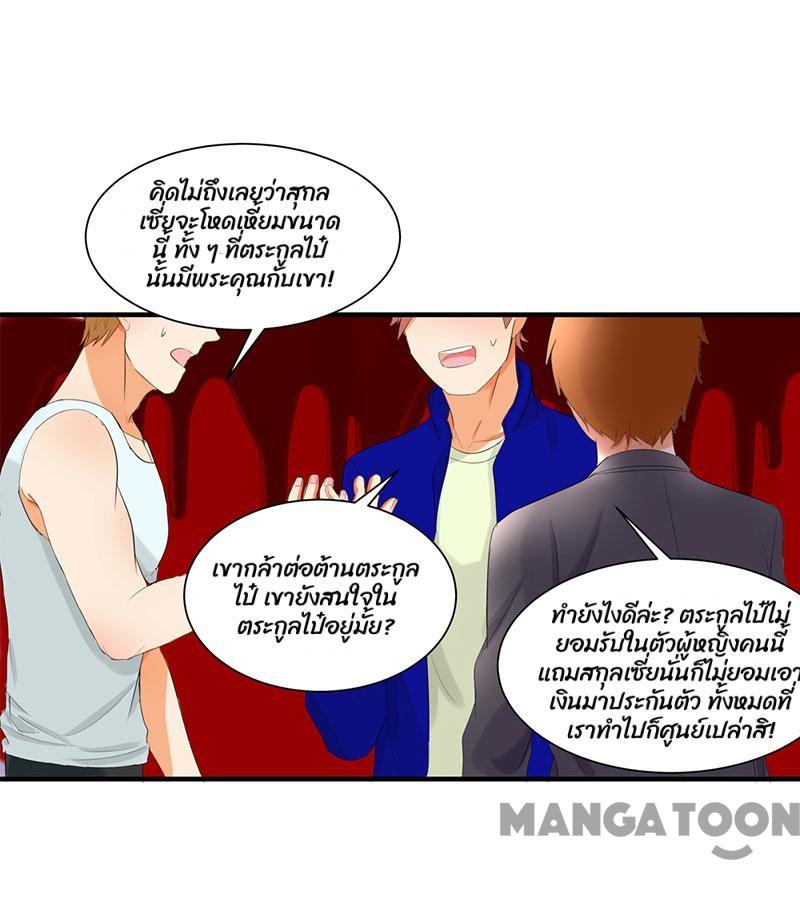 คิดไม่ถึงเลยว่าสุกล
เซี่ยจะโหดเหี้ยมขนาด
นี้ ทั้ง ๆ ที่ตระกูลไป๋
นั้นมีพระคุณกับเขา!
เขากล้าต่อต้านตระกูล
ไป๋ เขายังสนใจใน
ตระกูลไป๋อยู่มั้ย?
ทำยังไงดีล่ะ? ตระกูลไป๋ไม่
ยอมรับในตัวผู้หญิงคนนี้
แถมสกุลเซี่ยนั่นก็ไม่ยอมเอา
เงินมาประกันตัว ทั้งหมดที่
เราทำไปก็ศูนย์เปล่าสิ!
MANGATOON